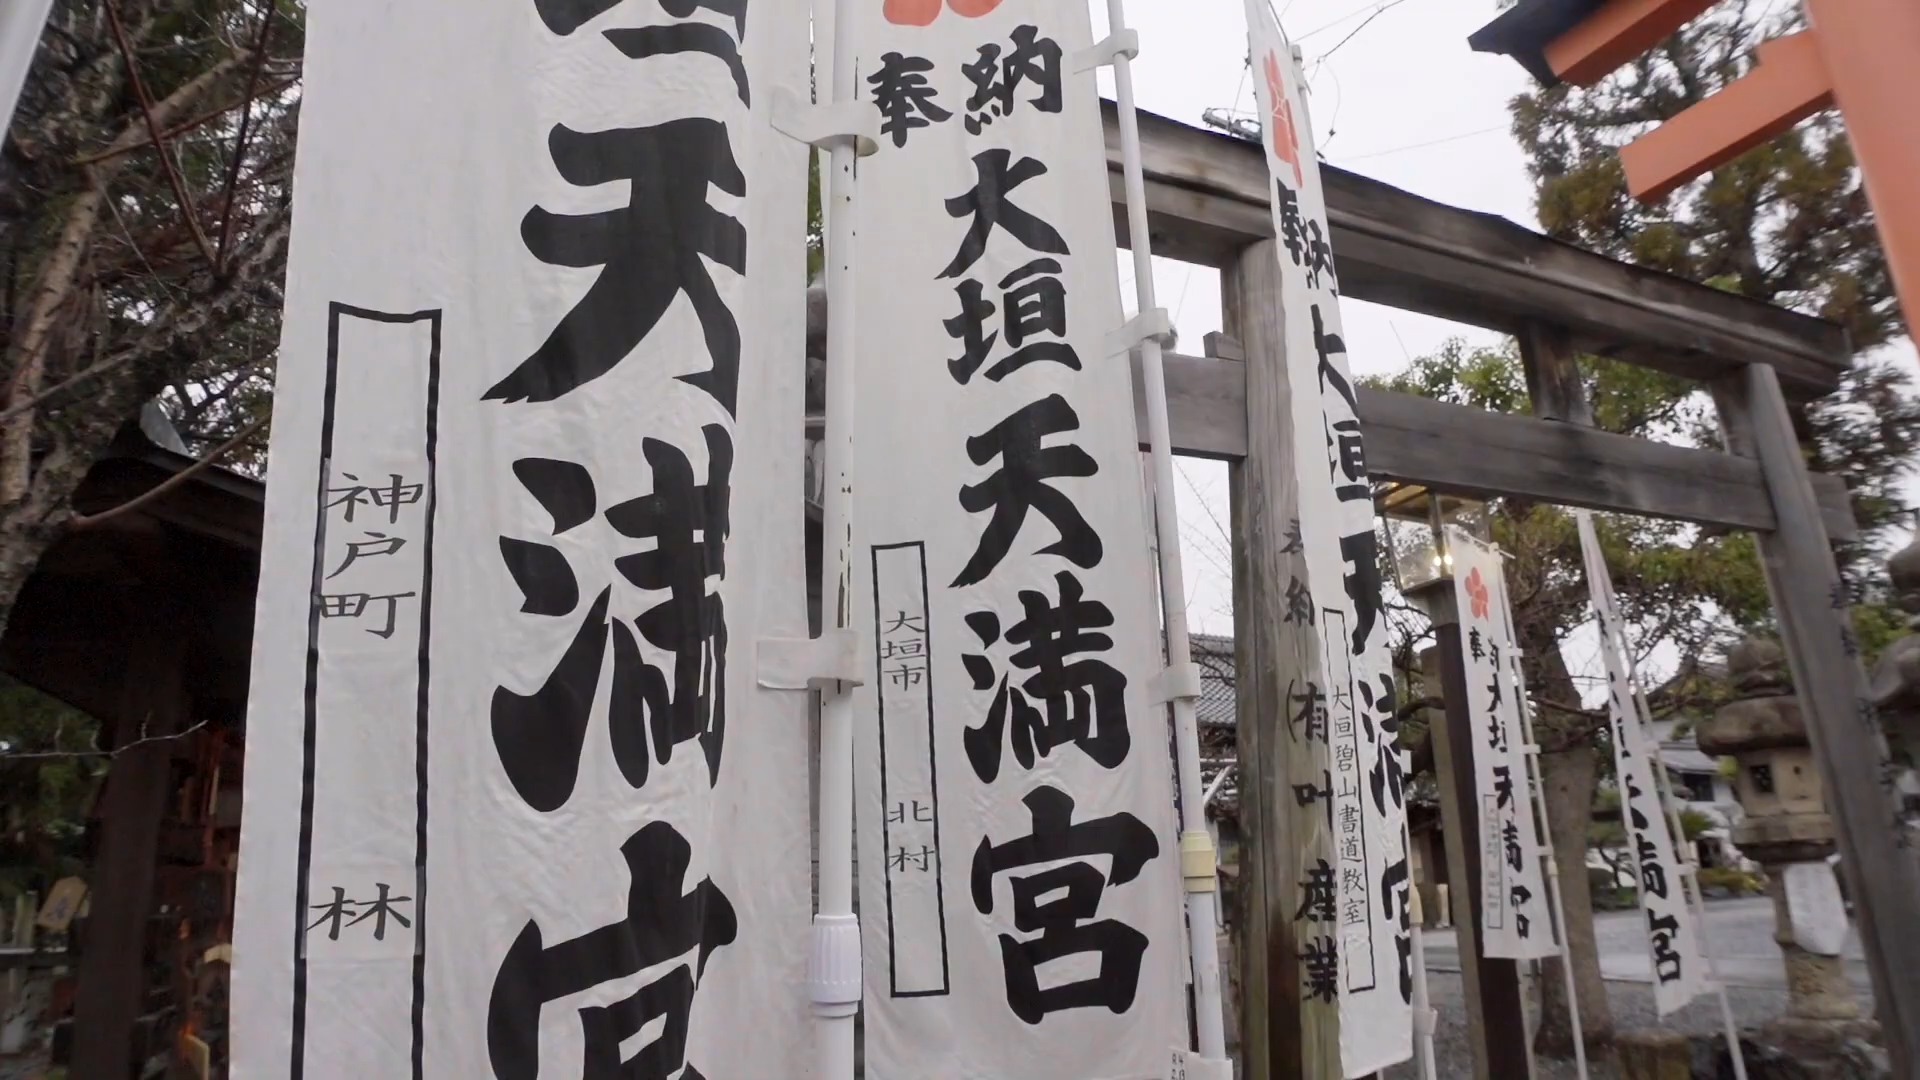 垣天満宮
神戸町 林
奉納
大垣天満宮
大垣市 北村
奉納
大垣天満宮
大垣碧山書道教室
奉納
(有)叶産業
奉納
大垣天満宮
垣天満宮